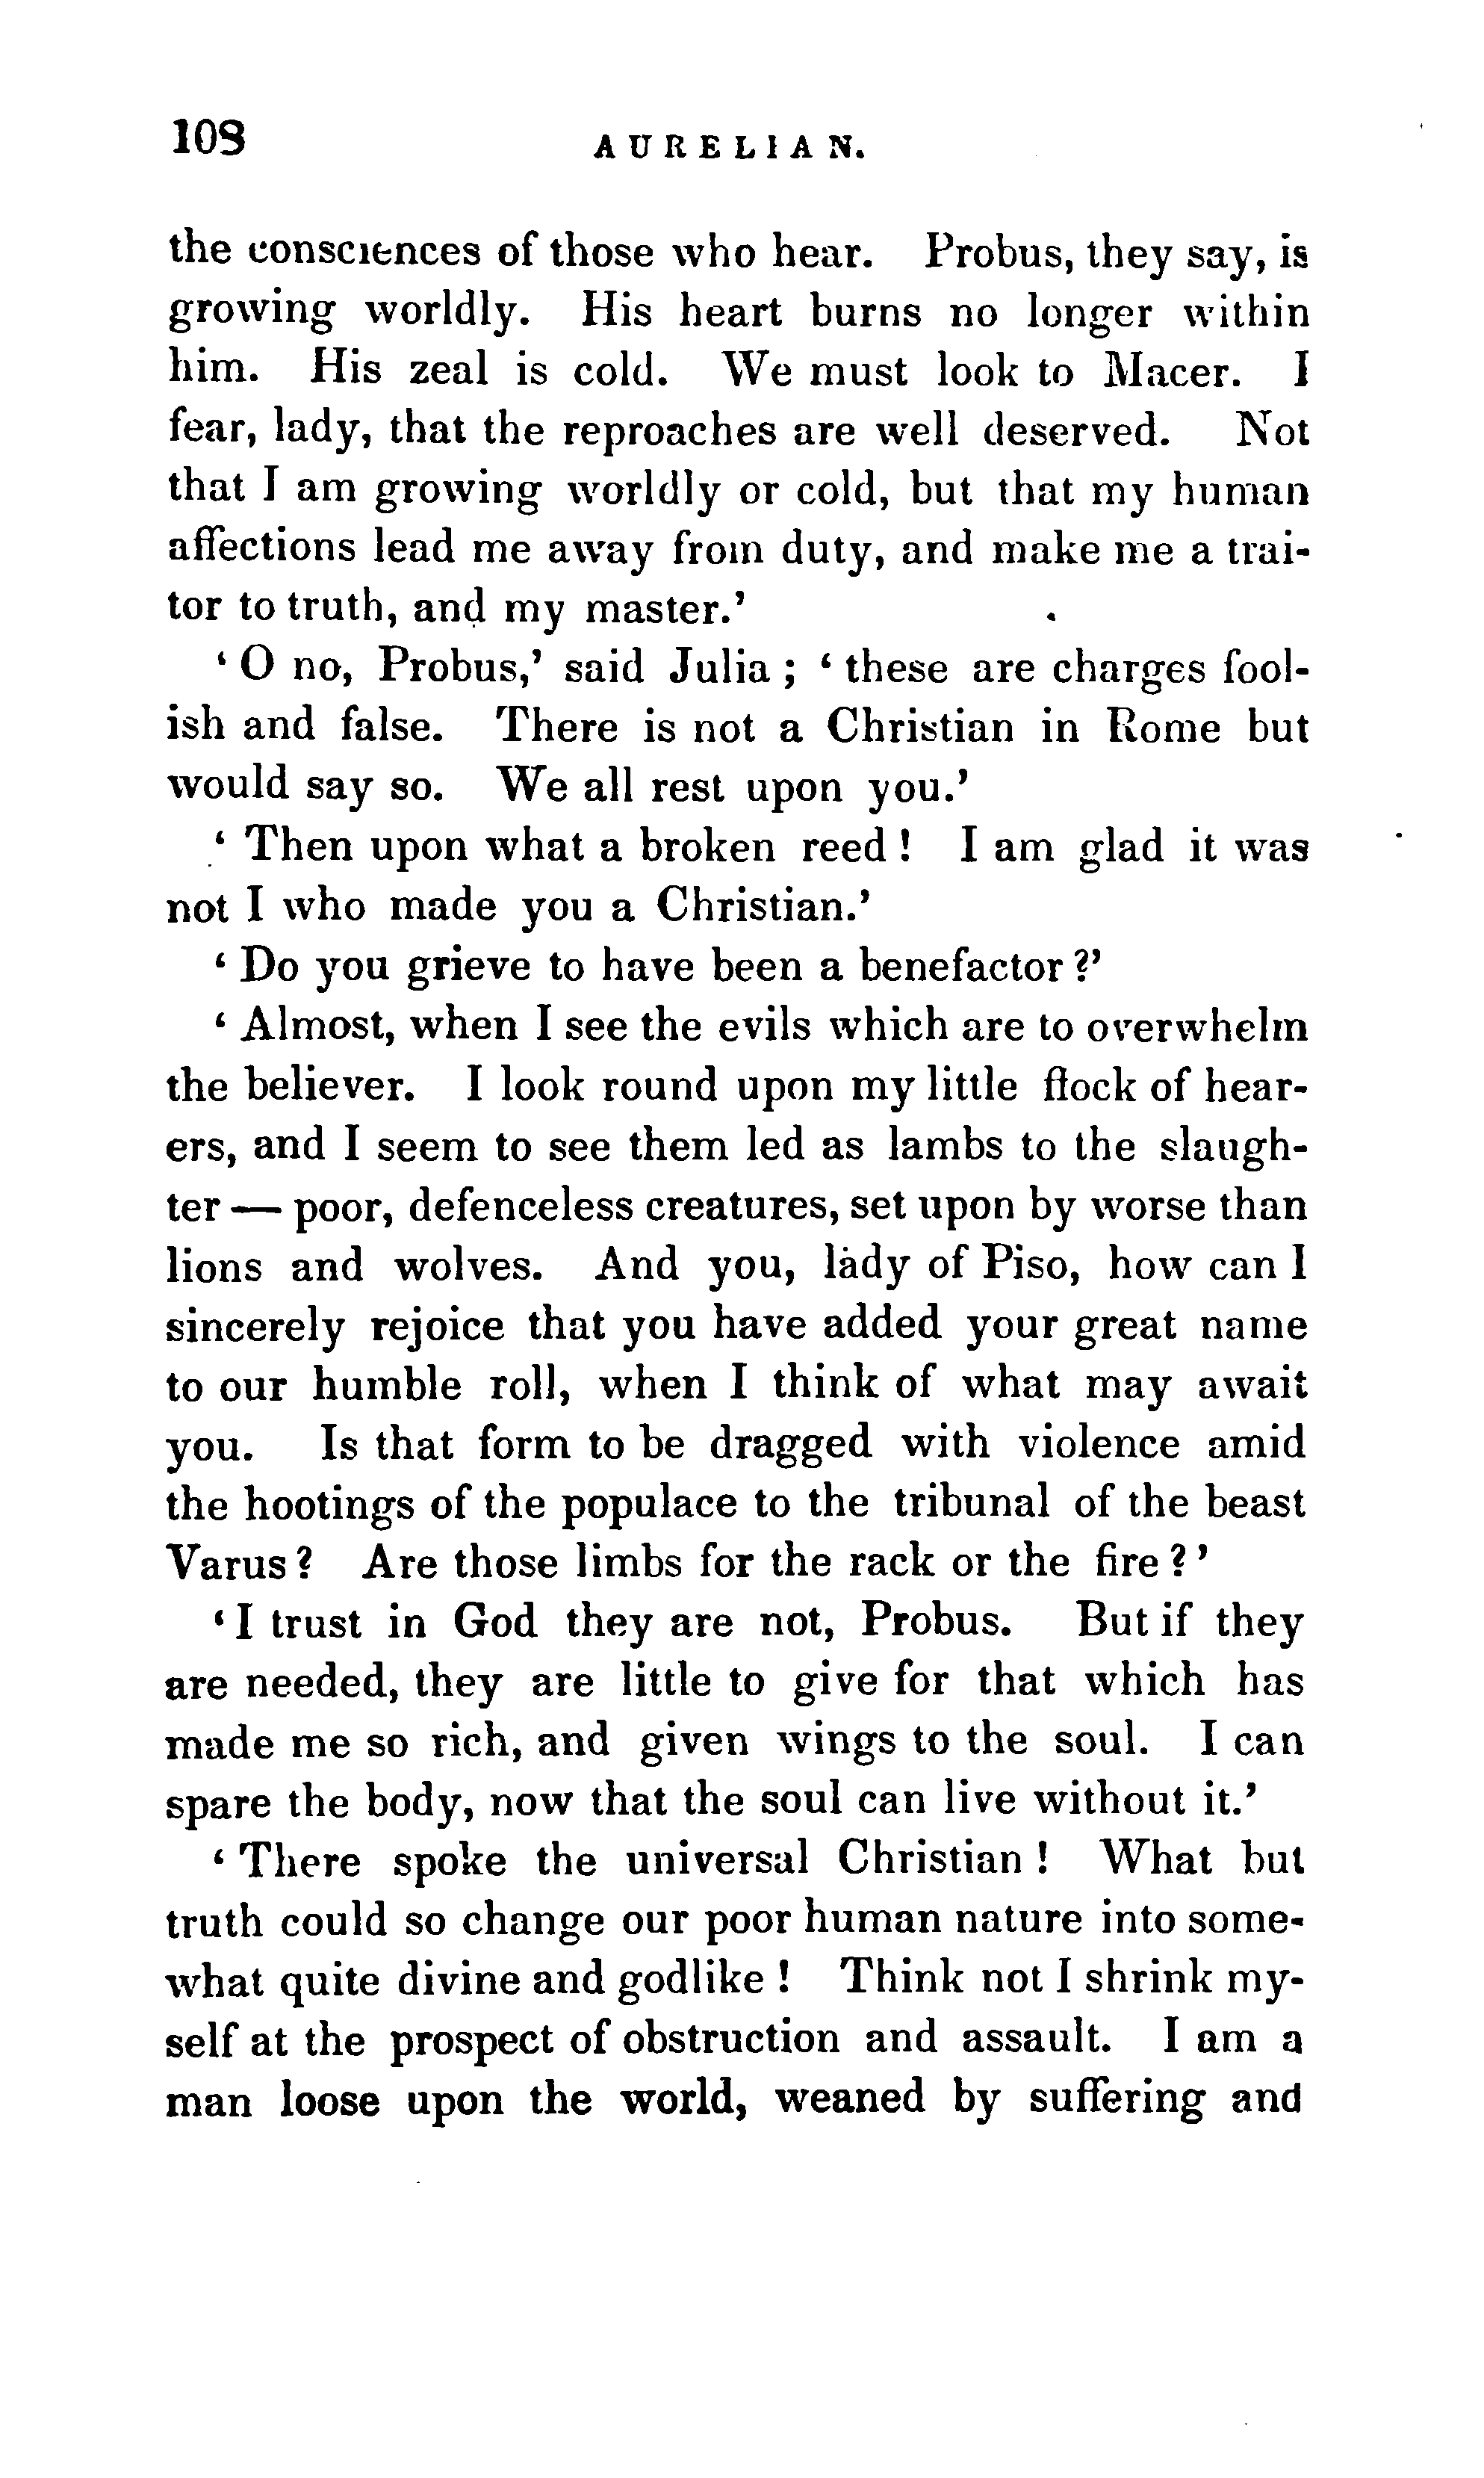 108
AURELIAN.
the consciences of those who hear. Probus, they say, is
growing worldly. His heart burns no longer within
him. His zeal is cold. We must look to Macer. I
fear, lady, that the reproaches are well deserved. Not
that I am growing worldly or cold, but that my human
affections lead me away from duty, and make me a trai-
tor to truth, and my master.'
'O no, Probus,' said Julia; 'these are charges fool-
ish and false. There is not a Christian in Rome but
would say so. We all rest upon you.'
'Then upon what a broken reed! I am glad it was
not I who made you a Christian.'
'Do you grieve to have been a benefactor?'
'Almost, when I see the evils which are to overwhelm
the believer. I look round upon my little flock of hear-
ers, and I seem to see them led as lambs to the slaugh-
ter — poor, defenceless creatures, set upon by worse than
lions and wolves. And you, lady of Piso, how can I
sincerely rejoice that you have added your great name
to our humble roll, when I think of what may await
you. Is that form to be dragged with violence amid
the hootings of the populace to the tribunal of the beast
Varus? Are those limbs for the rack or the fire?'
'I trust in God they are not, Probus. But if they
are needed, they are little to give for that which has
made me so rich, and given wings to the soul. I can
spare the body, now that the soul can live without it.'
'There spoke the universal Christian! What but
truth could so change our poor human nature into some-
what quite divine and godlike! Think not I shrink my-
self at the prospect of obstruction and assault. I am a
man loose upon the world, weaned by suffering and